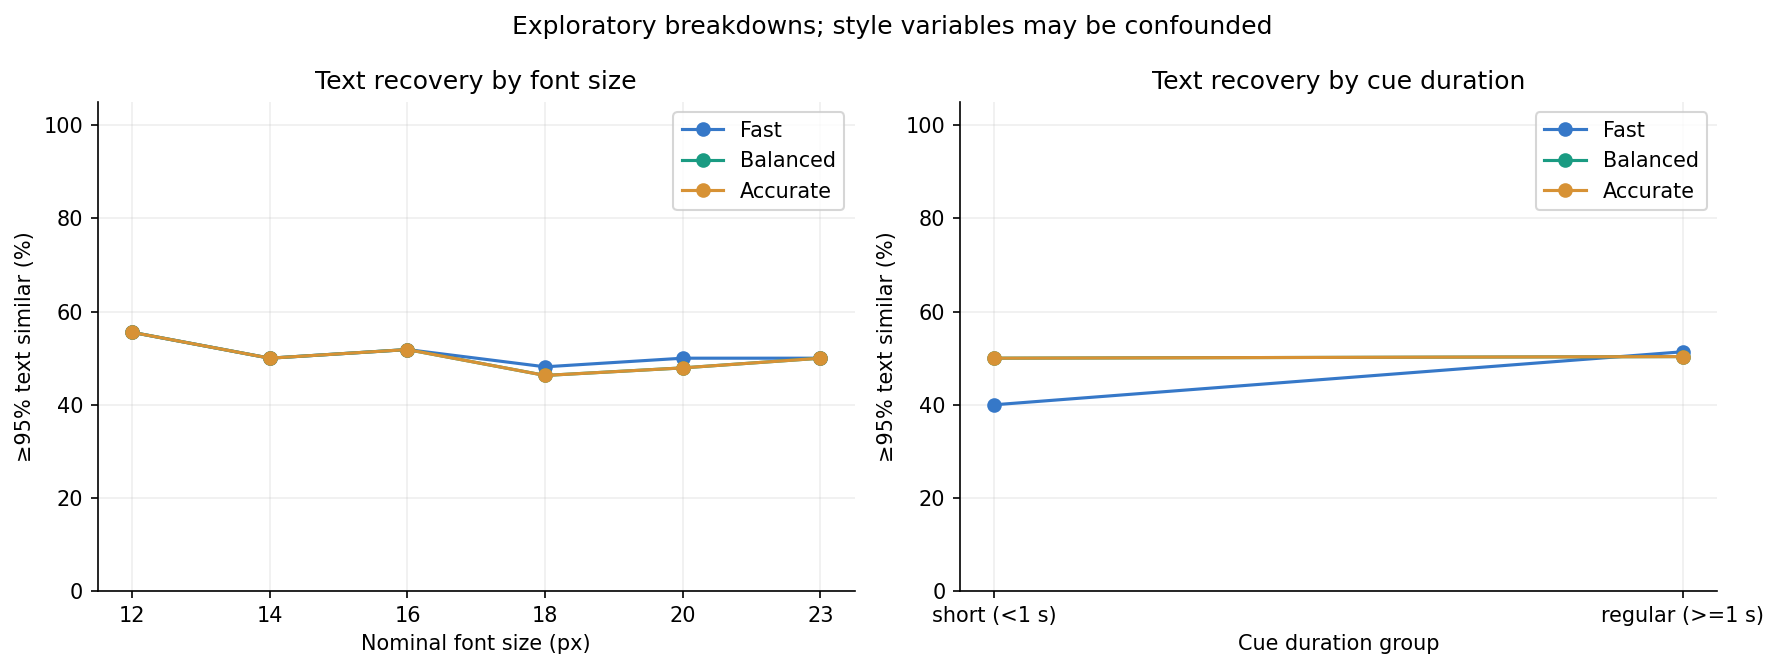 Exploratory breakdowns; style variables may be confounded
Text recovery by font size
≥95% text similar (%)
100
80
60
40
20
0
12 14 16 18 20 23
Nominal font size (px)
Fast
Balanced
Accurate
Text recovery by cue duration
≥95% text similar (%)
100
80
60
40
20
0
short (<1 s) regular (>=1 s)
Cue duration group
Fast
Balanced
Accurate